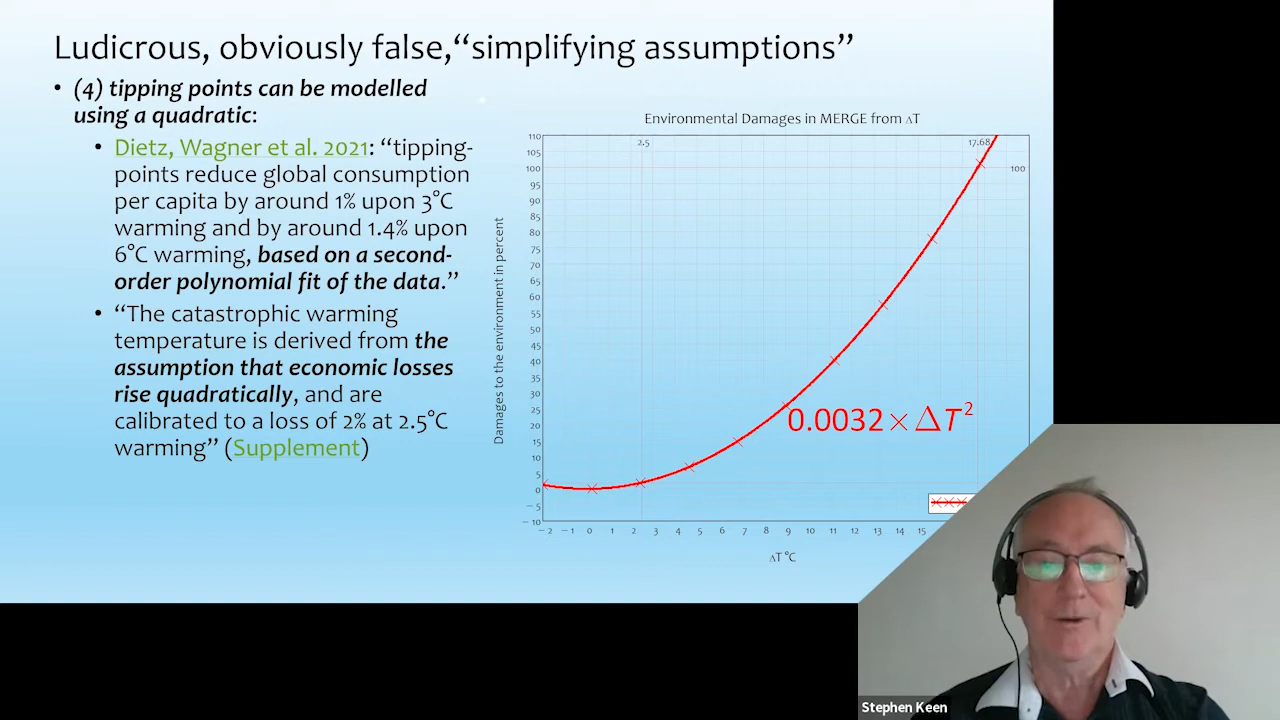 Ludicrous, obviously false,“simplifying assumptions”
• (4) tipping points can be modelled
using a quadratic:
• Dietz, Wagner et al. 2021: “tipping-
points reduce global consumption
per capita by around 1% upon 3°C
warming and by around 1.4% upon
6°C warming, based on a second-
order polynomial fit of the data.”
• “The catastrophic warming
temperature is derived from the
assumption that economic losses
rise quadratically, and are
calibrated to a loss of 2% at 2.5°C
warming” (Supplement)
Environmental Damages in MERGE from ΔT
2.5
17.68
100
110
105
100
95
90
85
80
75
70
65
60
55
50
45
40
35
30
25
20
15
10
5
0
−5
−10
Damages to the environment in percent
0.0032×ΔT²
−2 −1 0 1 2 3 4 5 6 7 8 9 10 11 12 13 14 15
ΔT °C
Stephen Keen